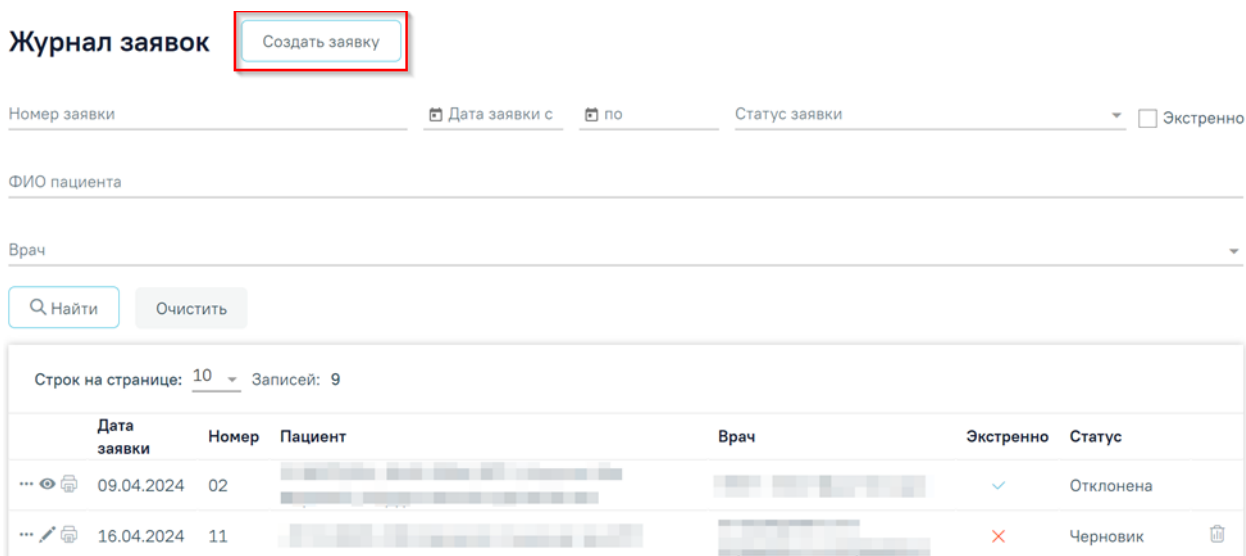 Журнал заявок Создать заявку
Номер заявки Дата заявки с по Статус заявки Экстренно
ФИО пациента
Врач
Найти Очистить
Строк на странице: 10 Записей: 9
Дата заявки Номер Пациент Врач Экстренно Статус
09.04.2024 02 Отклонена
16.04.2024 11 Черновик